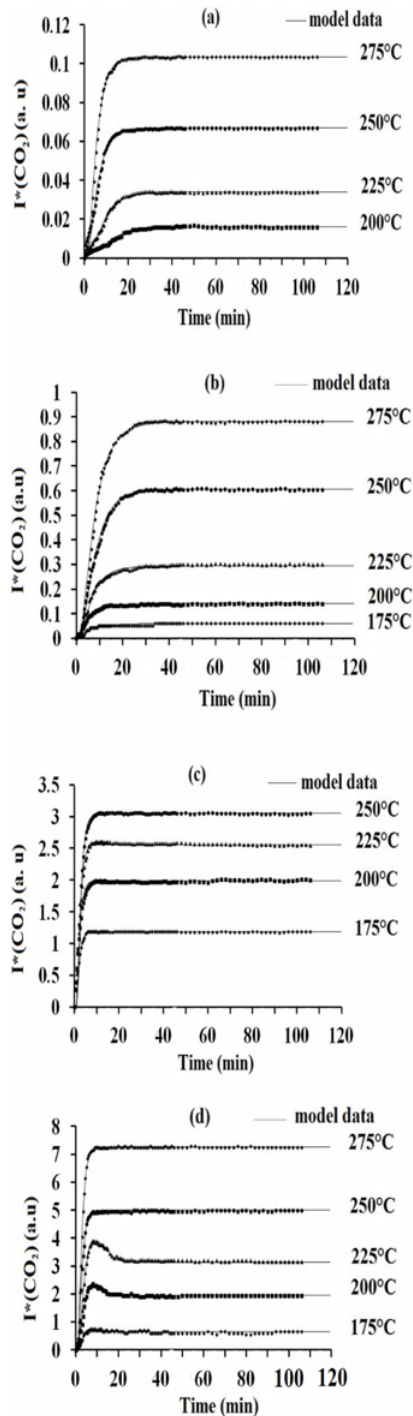 (a)
— model data
I*(CO₂) (a. u)
0.12
0.1
0.08
0.06
0.04
0.02
0
275°C
250°C
225°C
200°C
0 20 40 60 80 100 120
Time (min)
(b)
— model data
I*(CO₂) (a.u)
1
0.9
0.8
0.7
0.6
0.5
0.4
0.3
0.2
0.1
0
275°C
250°C
225°C
200°C
175°C
0 20 40 60 80 100 120
Time (min)
(c)
— model data
I*(CO₂) (a. u)
3.5
3
2.5
2
1.5
1
0.5
0
250°C
225°C
200°C
175°C
0 20 40 60 80 100 120
Time (min)
(d)
— model data
I*(CO₂) (a.u)
8
7
6
5
4
3
2
1
0
275°C
250°C
225°C
200°C
175°C
0 20 40 60 80 100 120
Time (min)